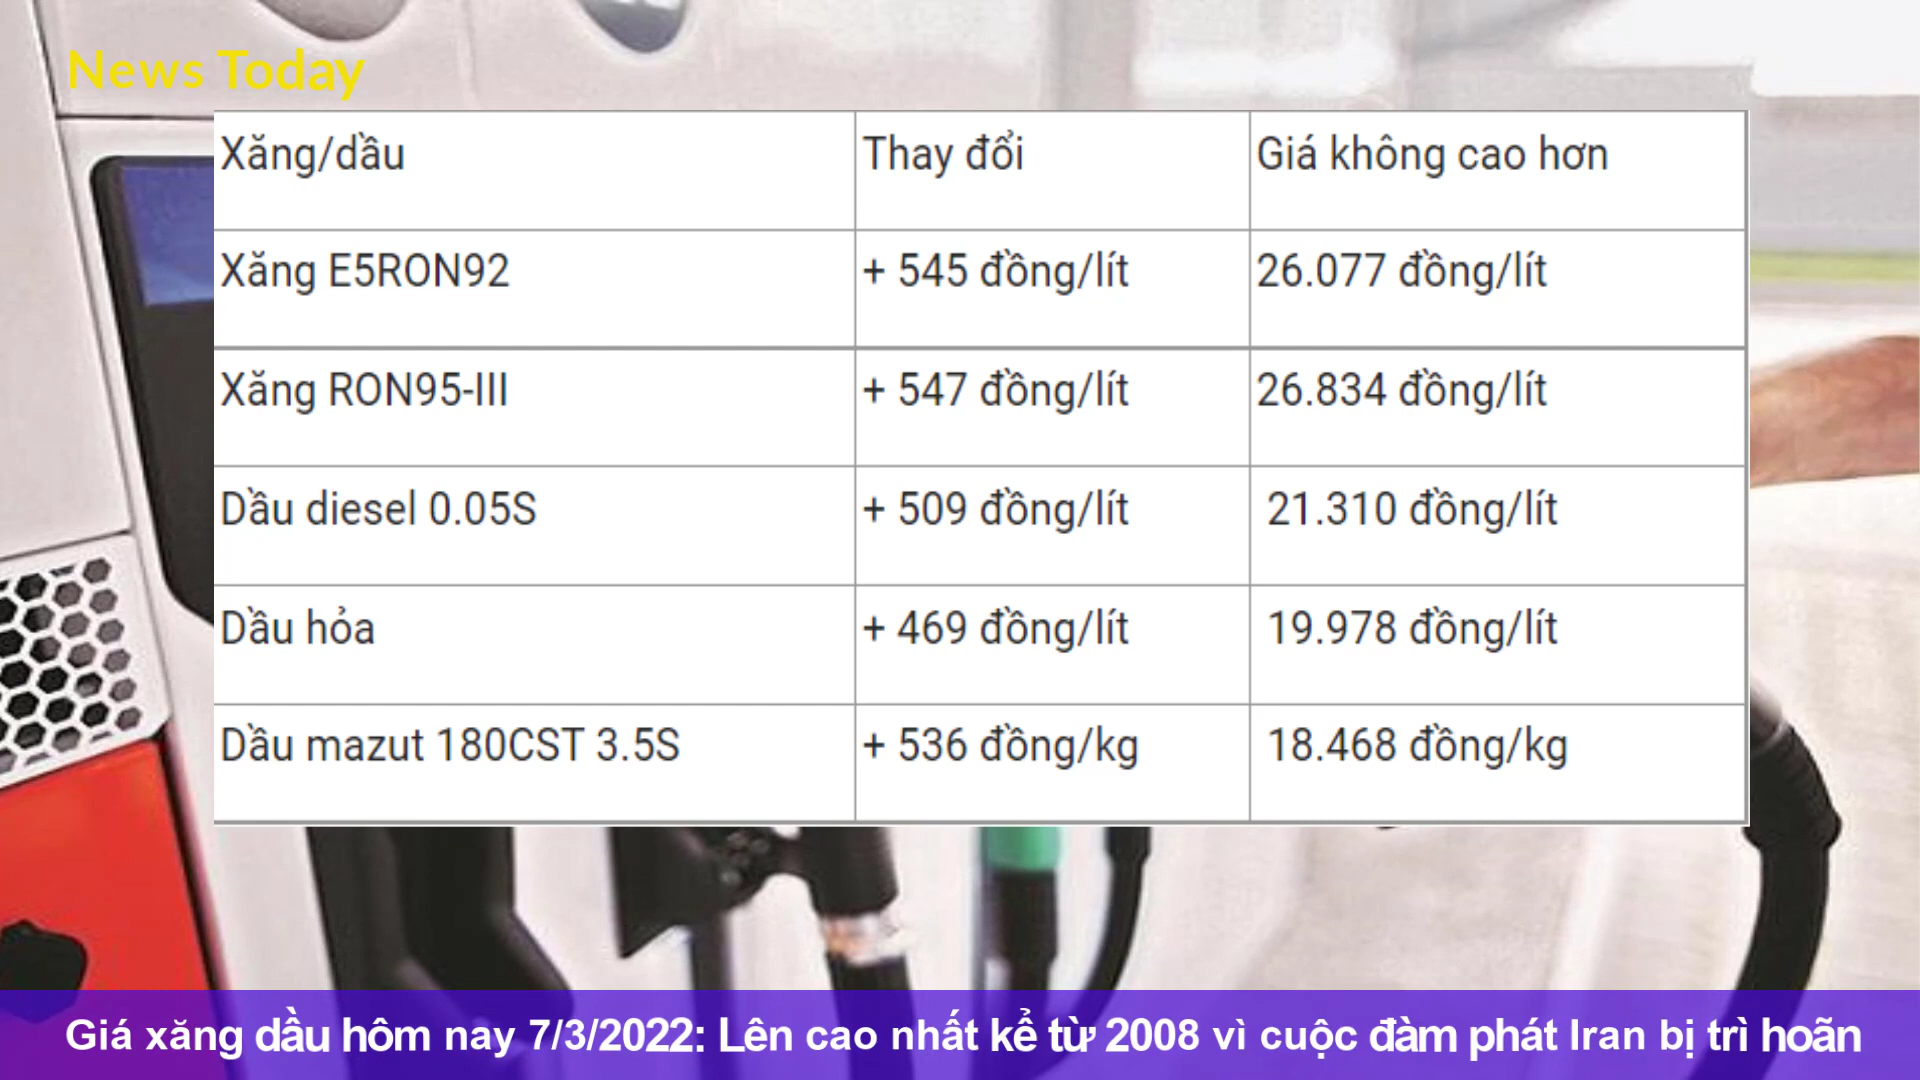 News Today
Xăng/dầu Thay đổi Giá không cao hơn
Xăng E5RON92 + 545 đồng/lít 26.077 đồng/lít
Xăng RON95-III + 547 đồng/lít 26.834 đồng/lít
Dầu diesel 0.05S + 509 đồng/lít 21.310 đồng/lít
Dầu hỏa + 469 đồng/lít 19.978 đồng/lít
Dầu mazut 180CST 3.5S + 536 đồng/kg 18.468 đồng/kg
Giá xăng dầu hôm nay 7/3/2022: Lên cao nhất kể từ 2008 vì cuộc đàm phát Iran bị trì hoãn